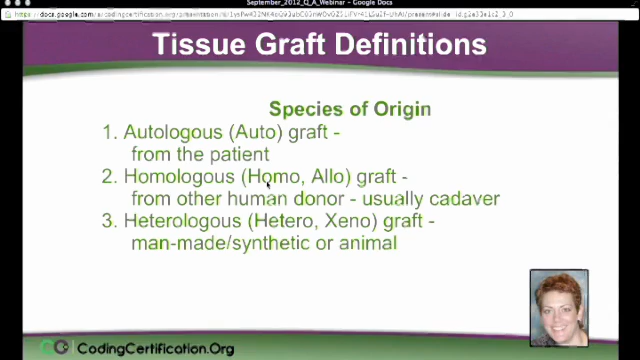 September_2012_Q_A_Webinar - Google Docs
Tissue Graft Definitions
Species of Origin
1. Autologous (Auto) graft -
from the patient
2. Homologous (Homo, Allo) graft -
from other human donor - usually cadaver
3. Heterologous (Hetero, Xeno) graft -
man-made/synthetic or animal
CodingCertification.Org